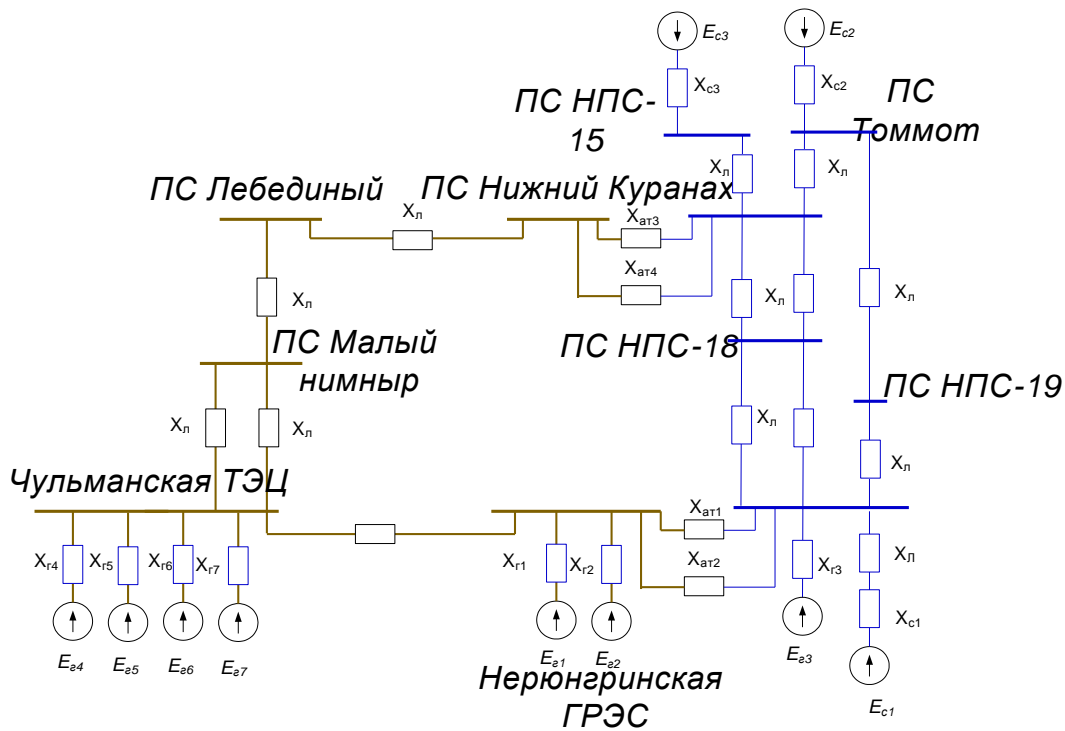 Eс3
Eс2
Xс3
Xс2
ПС НПС-
15
ПС
Томмот
Xл
Xл
ПС Лебединый
ПС Нижний Куранах
Xл
Xат3
Xат4
Xл
Xл
Xл
ПС Малый
нимныр
ПС НПС-18
ПС НПС-19
Xл
Xл
Xл
Xл
Чульманская ТЭЦ
Xат1
Xат2
Xг4
Xг5
Xг6
Xг7
Xг1
Xг2
Xг3
XЛ
Xс1
Eг4
Eг5
Eг6
Eг7
Eг1
Eг2
Eг3
Eс1
Нерюнгринская
ГРЭС